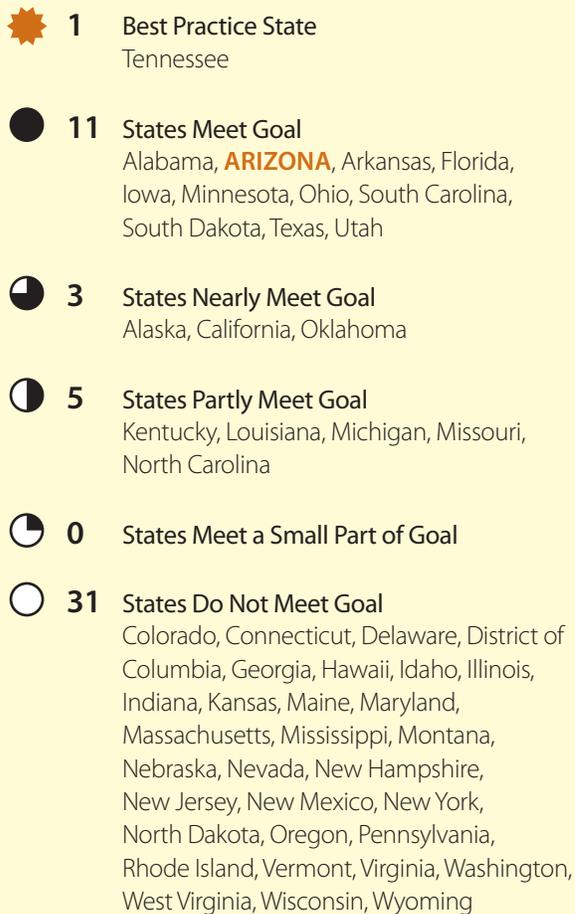 1 Best Practice State
Tennessee
11 States Meet Goal
Alabama, ARIZONA, Arkansas, Florida,
Iowa, Minnesota, Ohio, South Carolina,
South Dakota, Texas, Utah
3 States Nearly Meet Goal
Alaska, California, Oklahoma
5 States Partly Meet Goal
Kentucky, Louisiana, Michigan, Missouri,
North Carolina
0 States Meet a Small Part of Goal
31 States Do Not Meet Goal
Colorado, Connecticut, Delaware, District of
Columbia, Georgia, Hawaii, Idaho, Illinois,
Indiana, Kansas, Maine, Maryland,
Massachusetts, Mississippi, Montana,
Nebraska, Nevada, New Hampshire,
New Jersey, New Mexico, New York,
North Dakota, Oregon, Pennsylvania,
Rhode Island, Vermont, Virginia, Washington,
West Virginia, Wisconsin, Wyoming